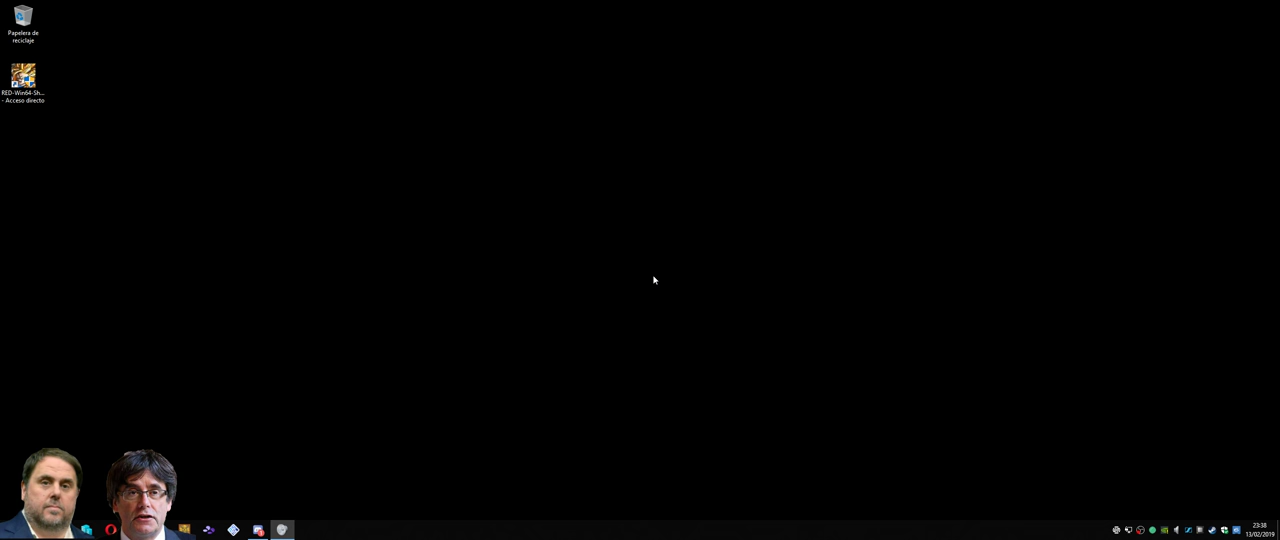 Papelera de
reciclaje
RED-Win64-Sh...
- Acceso directo
23:38
13/02/2019